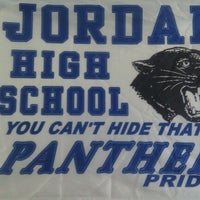 JORDA
HIGH
SCHOOL
YOU CAN'T HIDE THAT
PANTHE
PRID